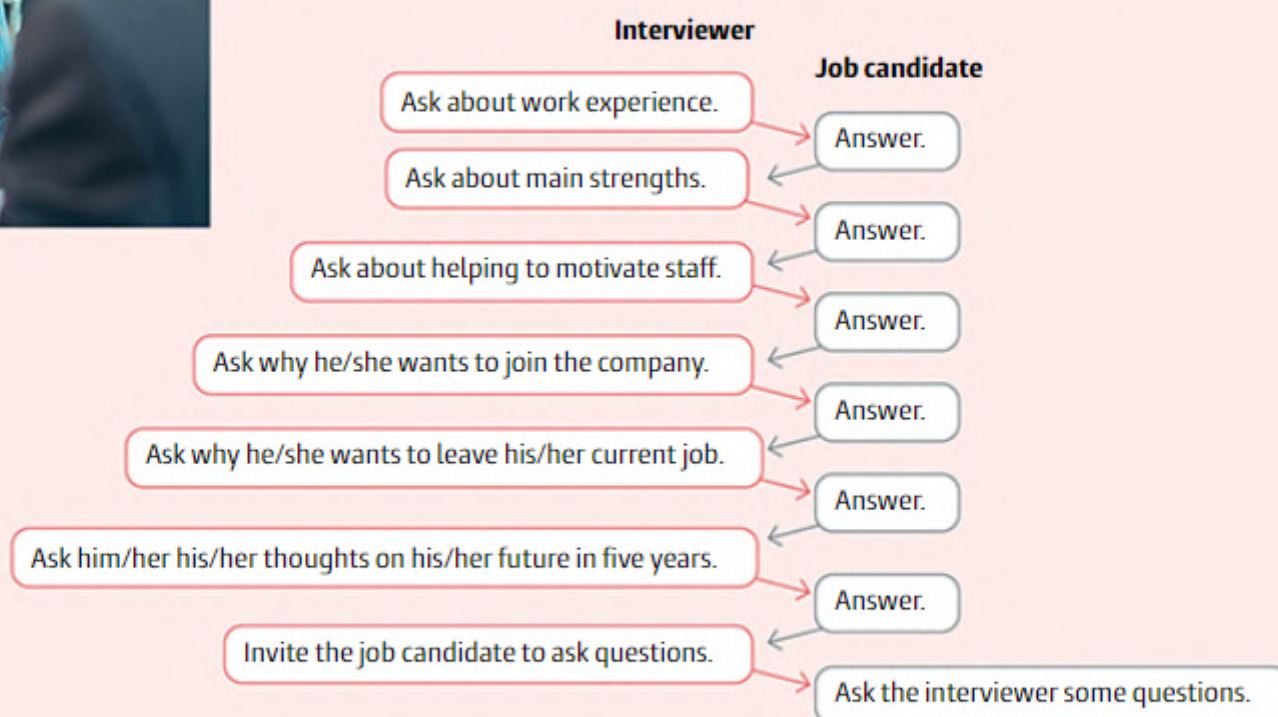 Interviewer
Job candidate
Ask about work experience.
Answer.
Ask about main strengths.
Answer.
Ask about helping to motivate staff.
Answer.
Ask why he/she wants to join the company.
Answer.
Ask why he/she wants to leave his/her current job.
Answer.
Ask him/her his/her thoughts on his/her future in five years.
Answer.
Invite the job candidate to ask questions.
Ask the interviewer some questions.